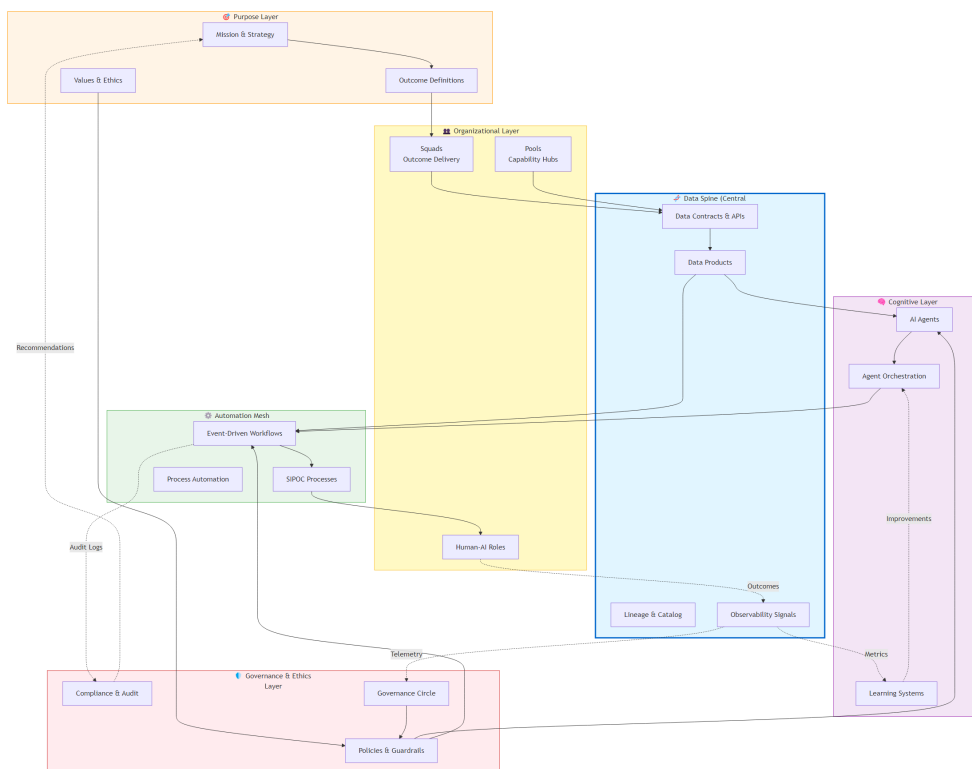 🎯 Purpose Layer
Mission & Strategy
Values & Ethics
Outcome Definitions
👥 Organizational Layer
Squads
Outcome Delivery
Pools
Capability Hubs
🧬 Data Spine (Central
Data Contracts & APIs
Data Products
🧠 Cognitive Layer
AI Agents
Recommendations
Agent Orchestration
⚙️ Automation Mesh
Event-Driven Workflows
Process Automation
SIPOC Processes
Improvements
Audit Logs
Human-AI Roles
Outcomes
Lineage & Catalog
Observability Signals
Telemetry
Metrics
🛡️ Governance & Ethics
Layer
Compliance & Audit
Governance Circle
Learning Systems
Policies & Guardrails